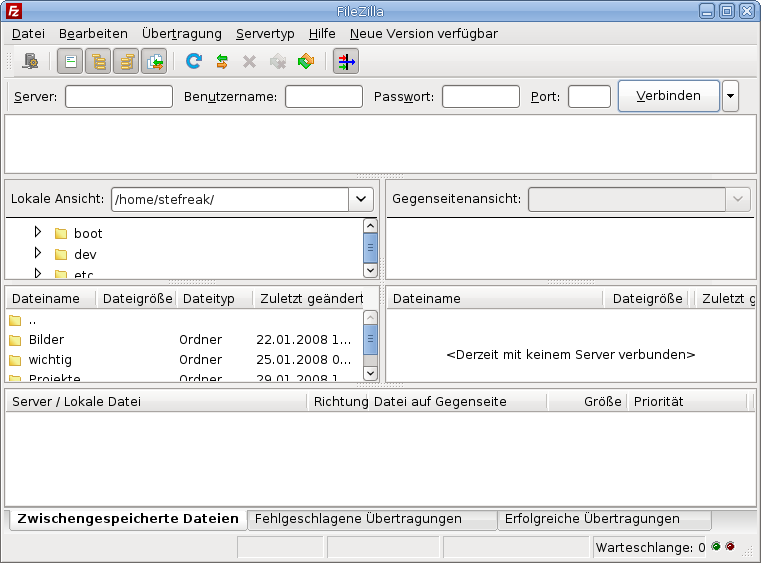 FileZilla
Datei Bearbeiten Übertragung Servertyp Hilfe Neue Version verfügbar
Server: Benutzername: Passwort: Port: Verbinden
Lokale Ansicht: /home/stefreak/ Gegenseitenansicht:
boot
dev
etc
Dateiname Dateigröße Dateityp Zuletzt geändert Dateiname Dateigröße Zuletzt g
..
Bilder Ordner 22.01.2008 1...
<Derzeit mit keinem Server verbunden>
wichtig Ordner 25.01.2008 0...
Projekte Ordner 29.01.2008 1...
Server / Lokale Datei Richtung Datei auf Gegenseite Größe Priorität
Zwischengespeicherte Dateien Fehlgeschlagene Übertragungen Erfolgreiche Übertragungen
Warteschlange: 0